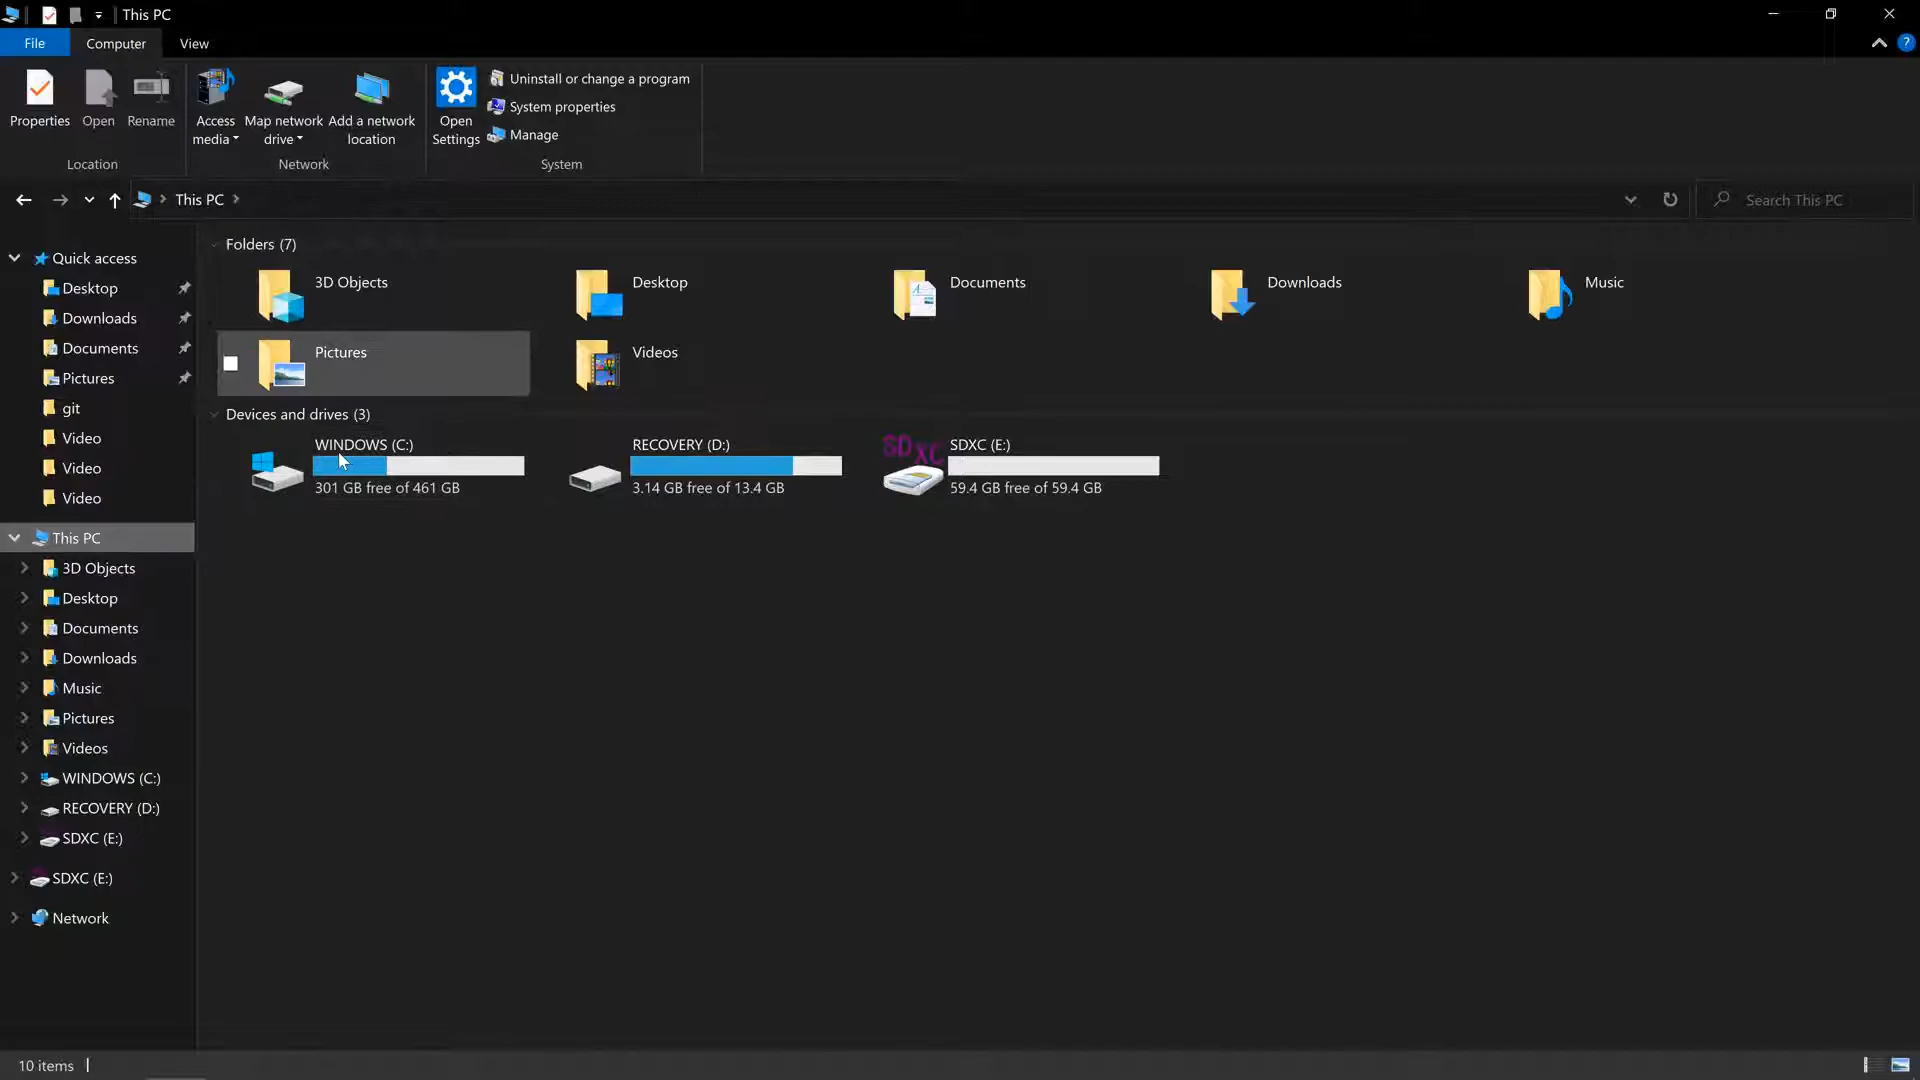 This PC
File
Computer
View
Properties
Open
Rename
Access media
Map network drive
Add a network location
Open Settings
Uninstall or change a program
System properties
Manage
Location
Network
System
This PC
Search This PC
Quick access
Desktop
Downloads
Documents
Pictures
git
Video
Video
Video
This PC
3D Objects
Desktop
Documents
Downloads
Music
Pictures
Videos
WINDOWS (C:)
RECOVERY (D:)
SDXC (E:)
SDXC (E:)
Network
Folders (7)
3D Objects
Desktop
Documents
Downloads
Music
Pictures
Videos
Devices and drives (3)
WINDOWS (C:)
301 GB free of 461 GB
RECOVERY (D:)
3.14 GB free of 13.4 GB
SD XC
SDXC (E:)
59.4 GB free of 59.4 GB
10 items